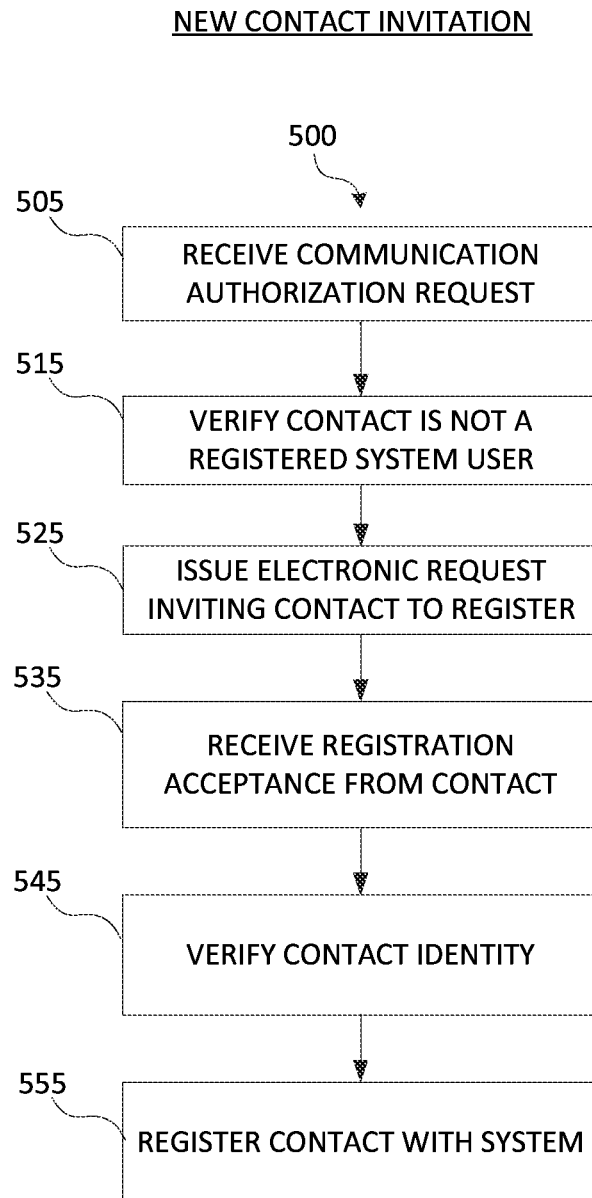 NEW CONTACT INVITATION
500
505
RECEIVE COMMUNICATION
AUTHORIZATION REQUEST
515
VERIFY CONTACT IS NOT A
REGISTERED SYSTEM USER
525
ISSUE ELECTRONIC REQUEST
INVITING CONTACT TO REGISTER
535
RECEIVE REGISTRATION
ACCEPTANCE FROM CONTACT
545
VERIFY CONTACT IDENTITY
555
REGISTER CONTACT WITH SYSTEM